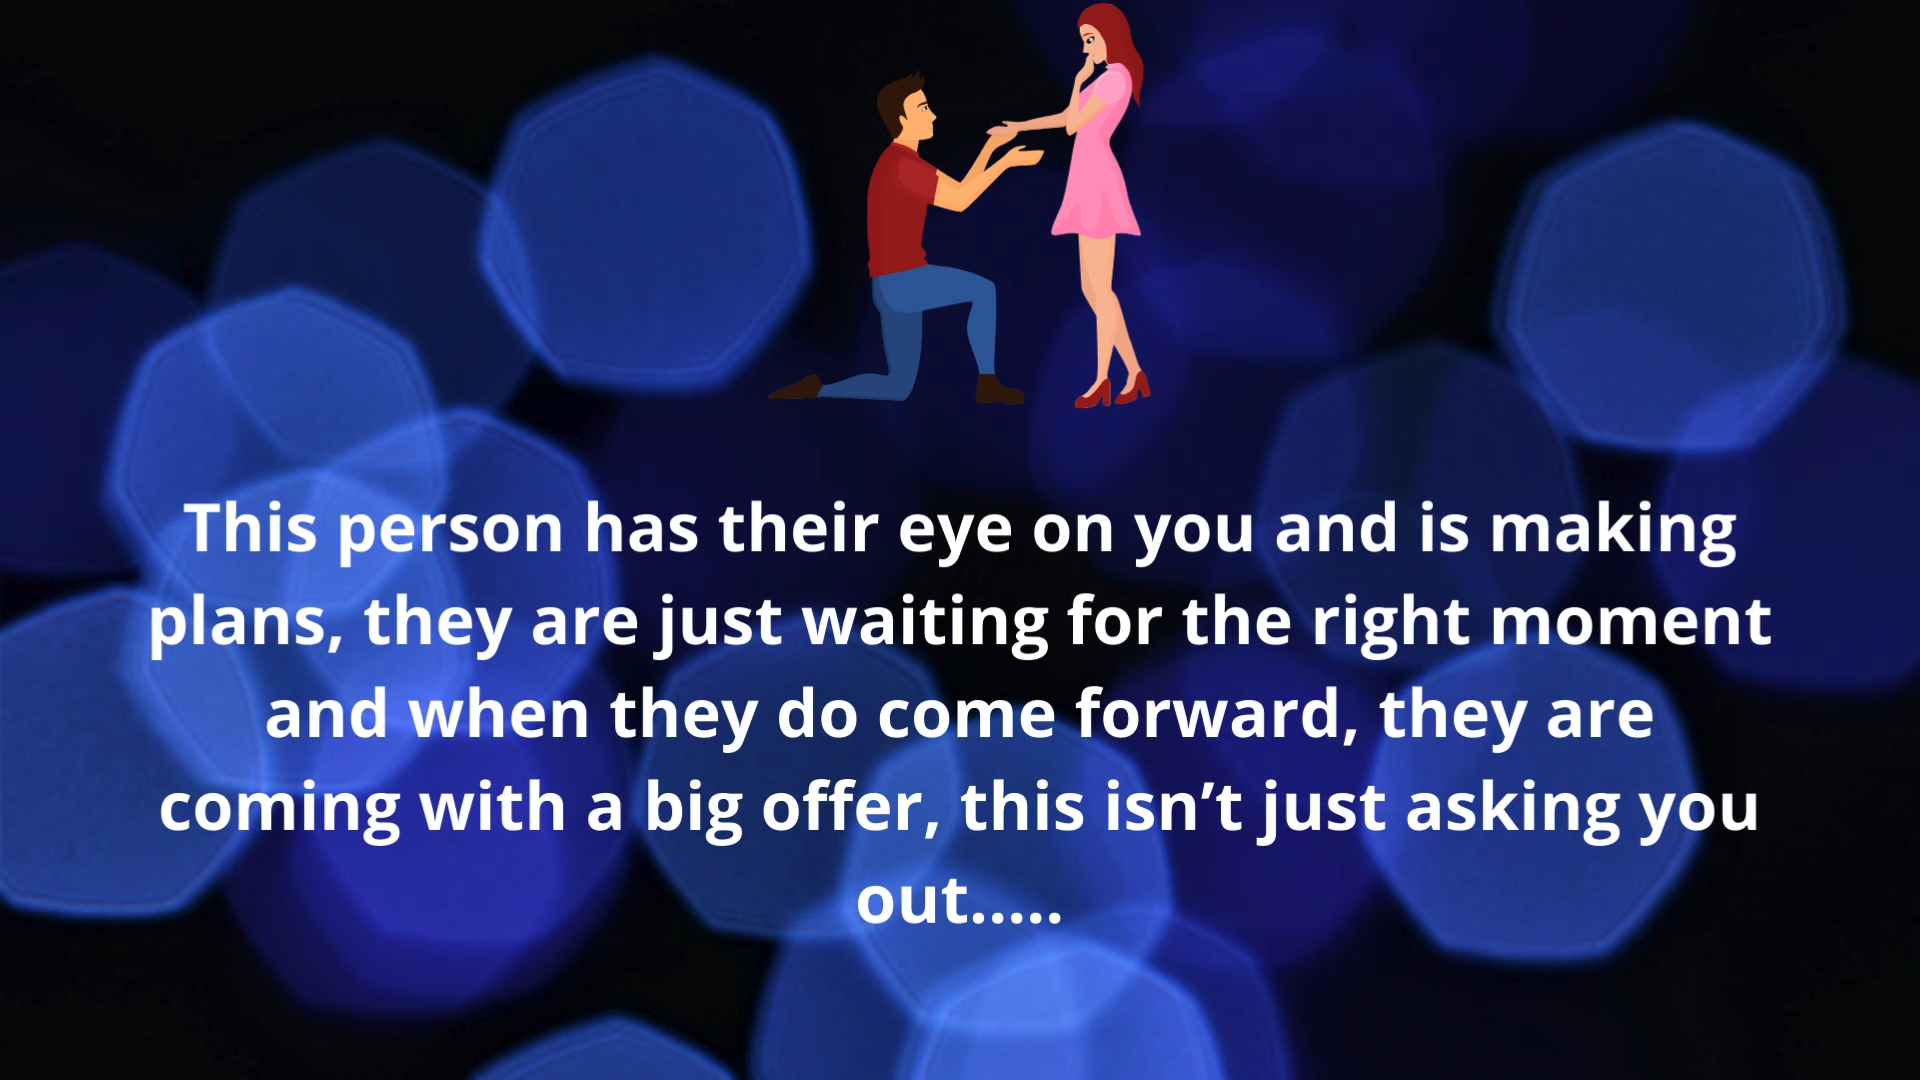 This person has their eye on you and is making
plans, they are just waiting for the right moment
and when they do come forward, they are
coming with a big offer, this isn’t just asking you
out.....